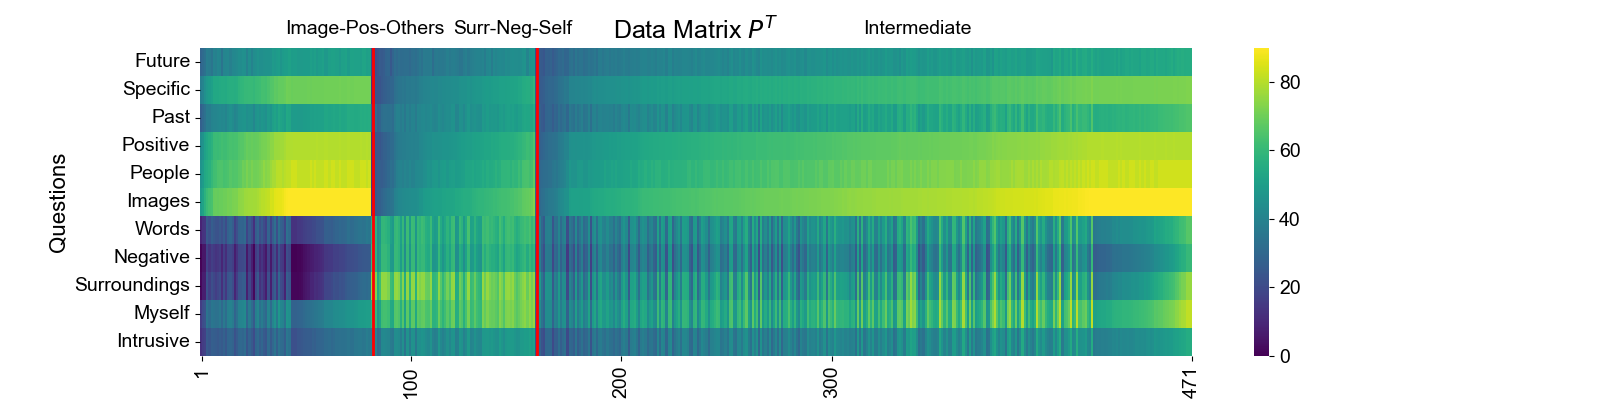 Image-Pos-Others Surr-Neg-Self Data Matrix P^T Intermediate
Questions
Future
Specific
Past
Positive
People
Images
Words
Negative
Surroundings
Myself
Intrusive
1 100 200 300 471
80
60
40
20
0